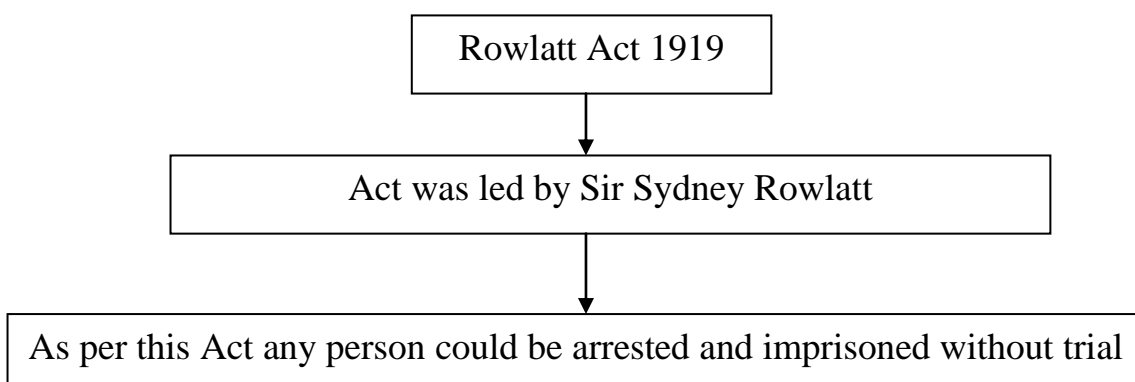 Rowlatt Act 1919
Act was led by Sir Sydney Rowlatt
As per this Act any person could be arrested and imprisoned without trial